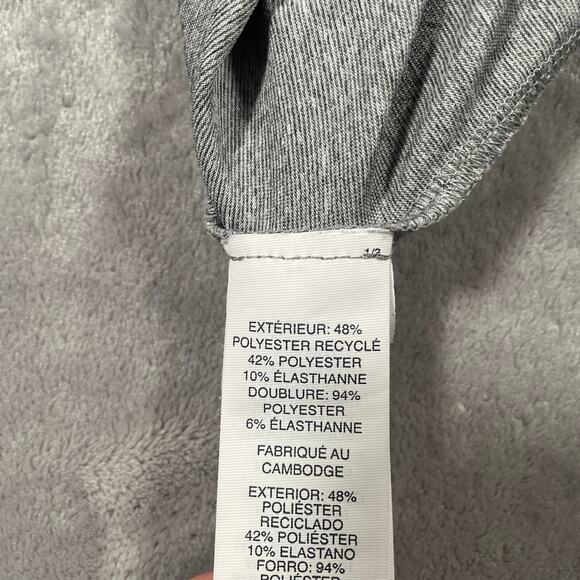 1/2
EXTÉRIEUR: 48%
POLYESTER RECYCLÉ
42% POLYESTER
10% ÉLASTHANNE
DOUBLURE: 94%
POLYESTER
6% ÉLASTHANNE
FABRIQUÉ AU
CAMBODGE
EXTERIOR: 48%
POLIÉSTER
RECICLADO
42% POLIÉSTER
10% ELASTANO
FORRO: 94%
POLIÉSTER